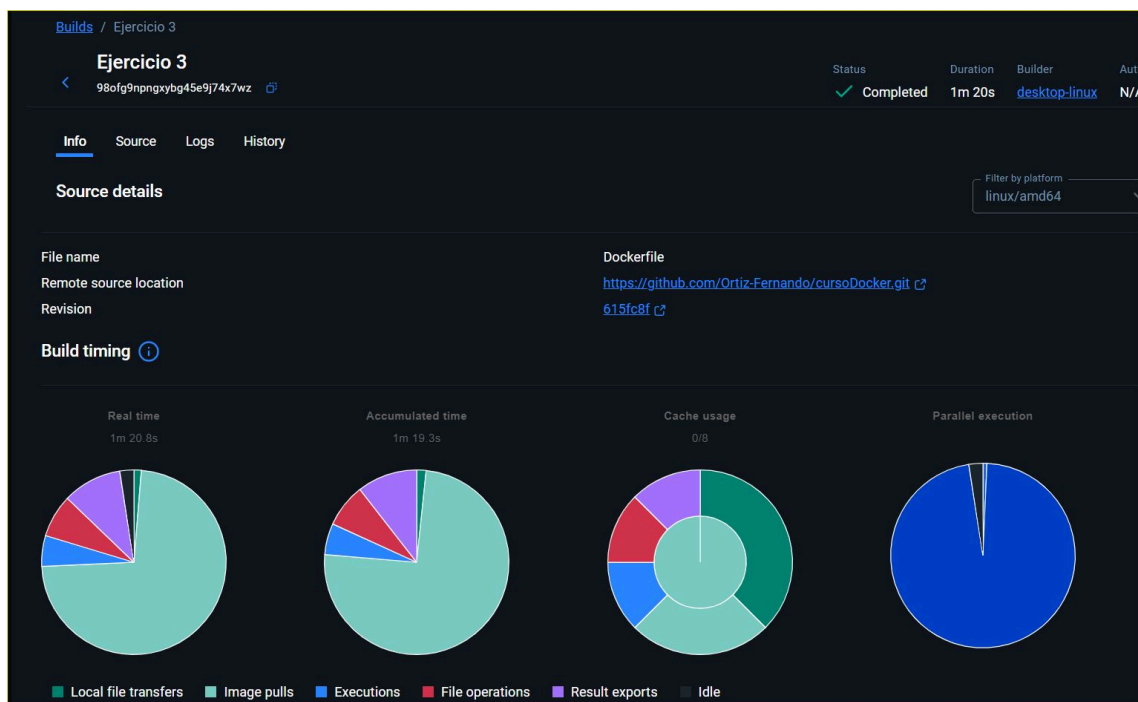 Builds / Ejercicio 3
Ejercicio 3
98ofg9npngxybg45e9j74x7wz
Status Duration Builder Aut
Completed 1m 20s desktop-linux N/A
Info Source Logs History
Source details
Filter by platform
linux/amd64
File name Dockerfile
Remote source location https://github.com/Ortiz-Fernando/cursoDocker.git
Revision 615fc8f
Build timing
Real time Accumulated time Cache usage Parallel execution
1m 20.8s 1m 19.3s 0/8
Local file transfers Image pulls Executions File operations Result exports Idle